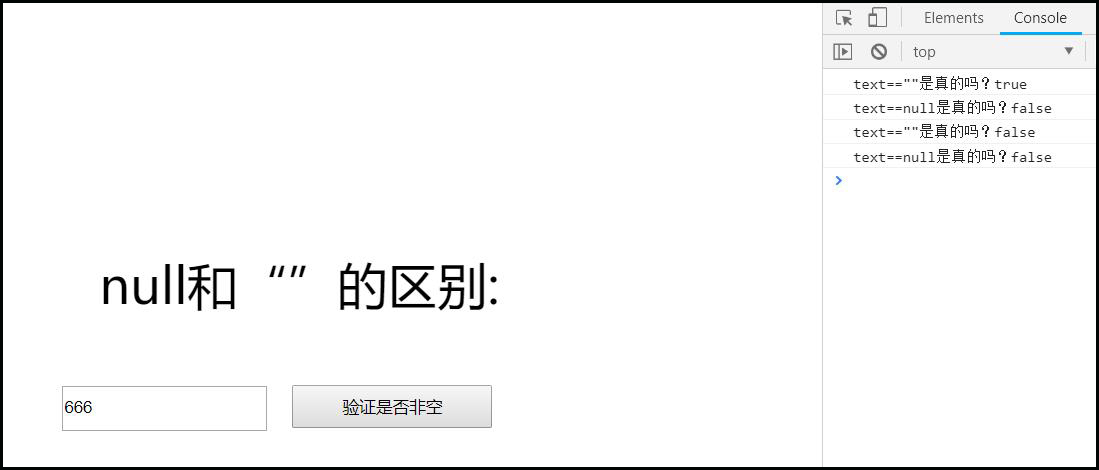 Elements Console
top
text==""是真的吗?true
text==null是真的吗?false
text==""是真的吗?false
text==null是真的吗?false
null和“”的区别:
666
验证是否非空